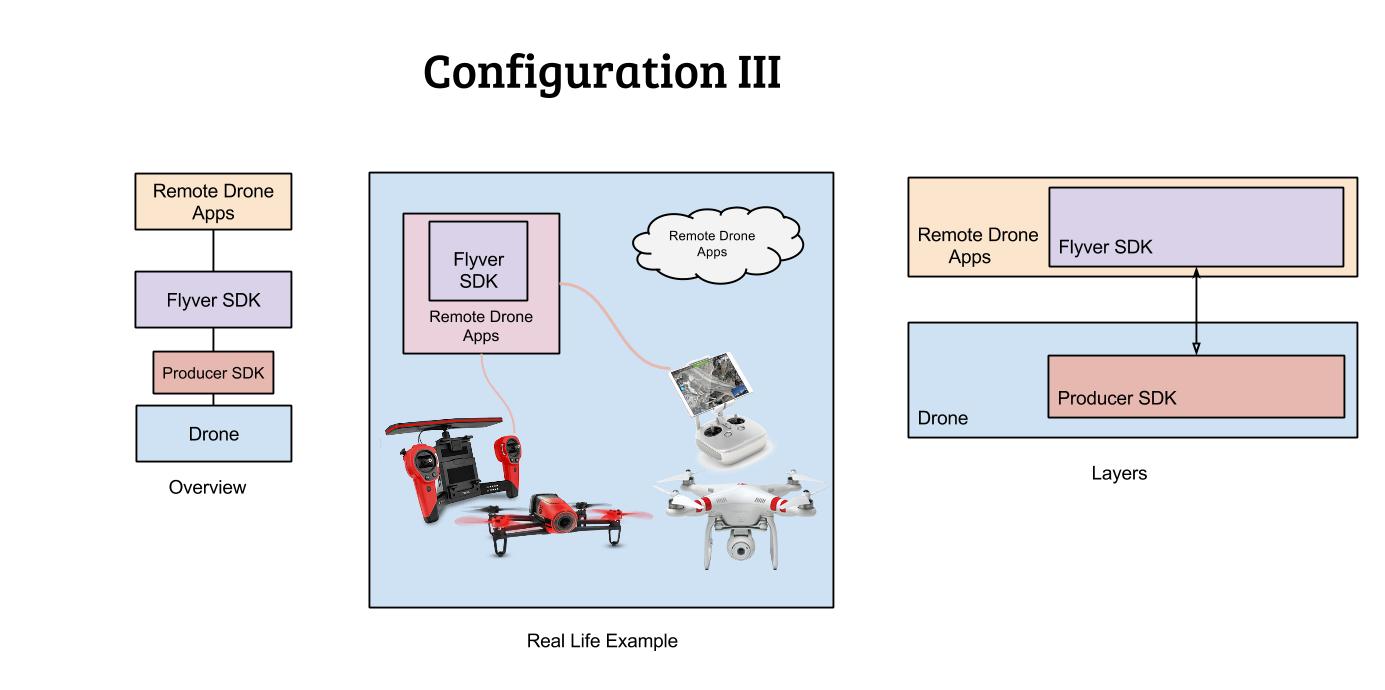 Configuration III
Remote Drone
Apps
Flyver SDK
Producer SDK
Drone
Overview
Flyver
SDK
Remote Drone
Apps
Remote Drone
Apps
Real Life Example
Remote Drone
Apps
Flyver SDK
Drone
Producer SDK
Layers